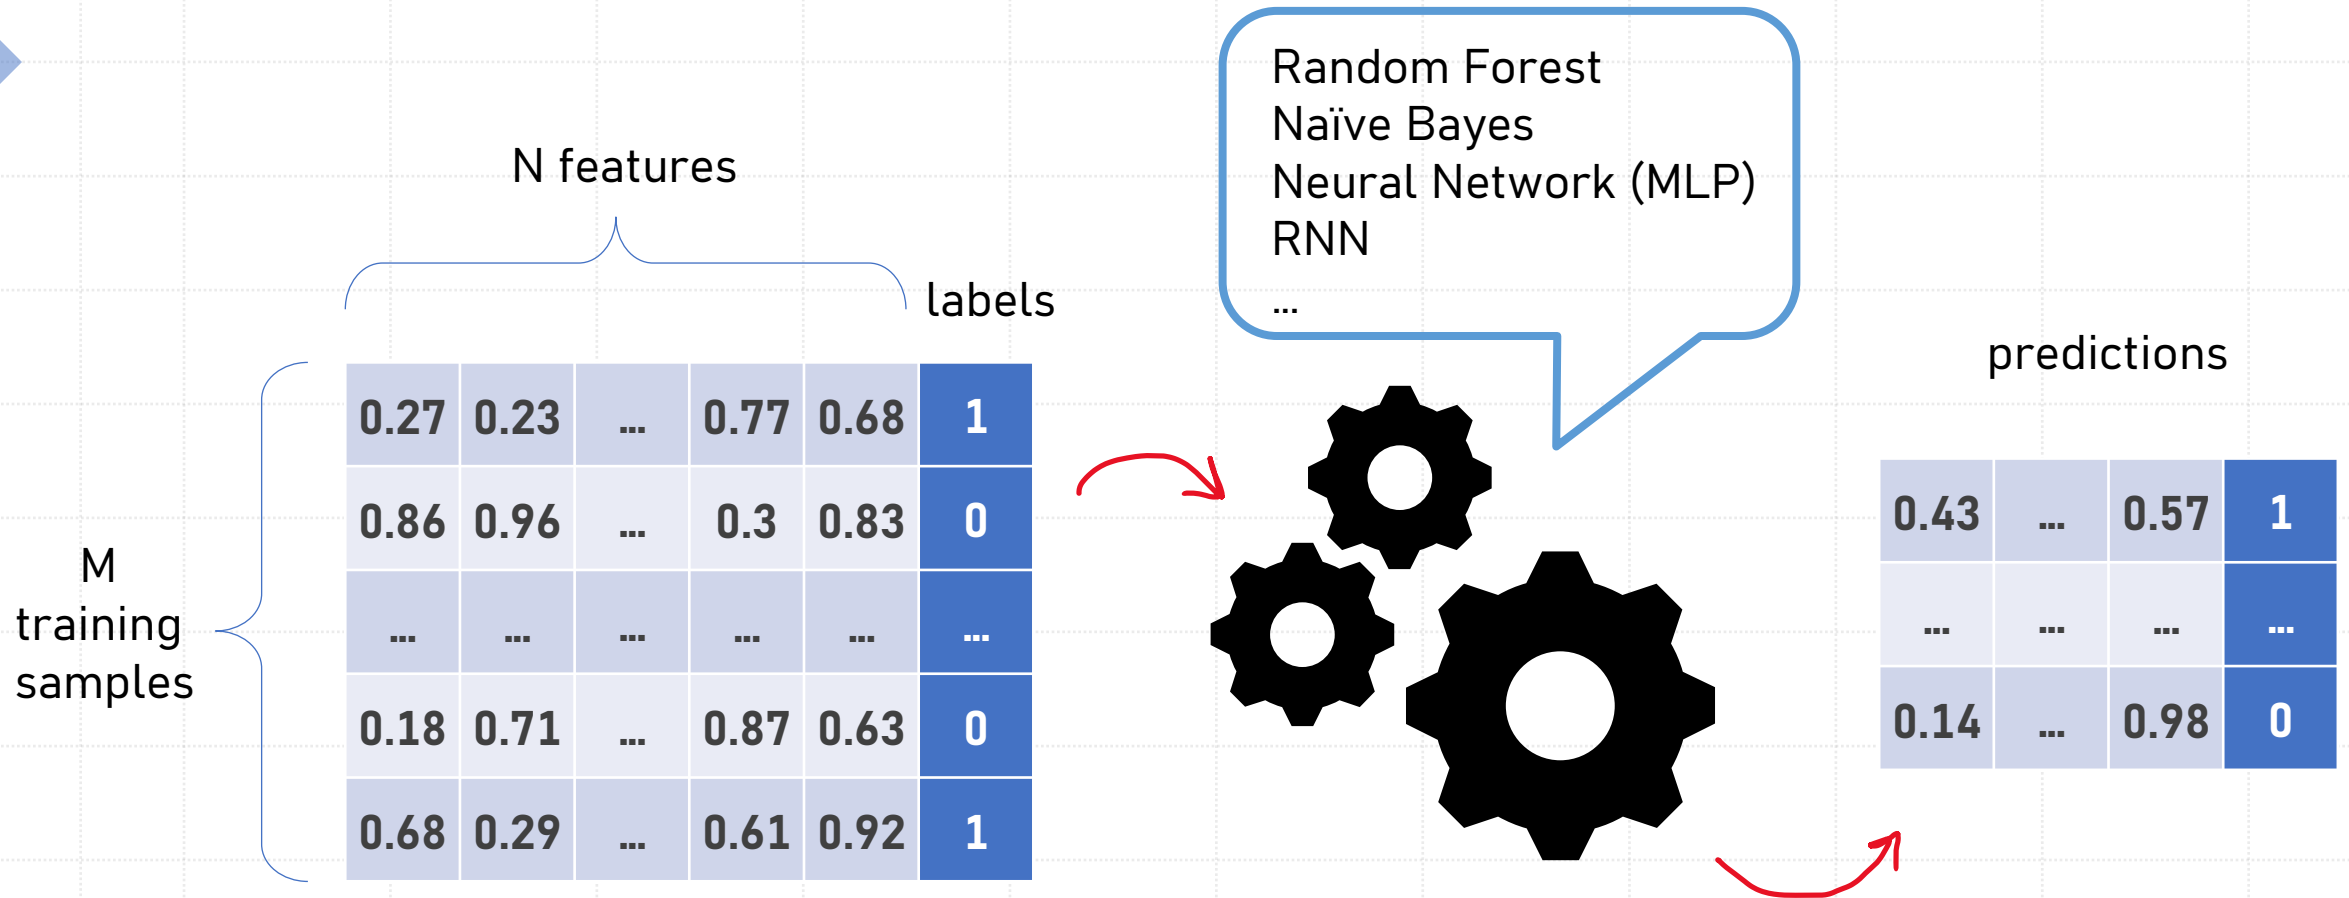 Random Forest
Naïve Bayes
Neural Network (MLP)
RNN
...
N features
labels
predictions
M
training
samples
0.27 0.23 ... 0.77 0.68 1
0.86 0.96 ... 0.3 0.83 0
... ... ... ... ... ...
0.18 0.71 ... 0.87 0.63 0
0.68 0.29 ... 0.61 0.92 1
0.43 ... 0.57 1
... ... ... ...
0.14 ... 0.98 0